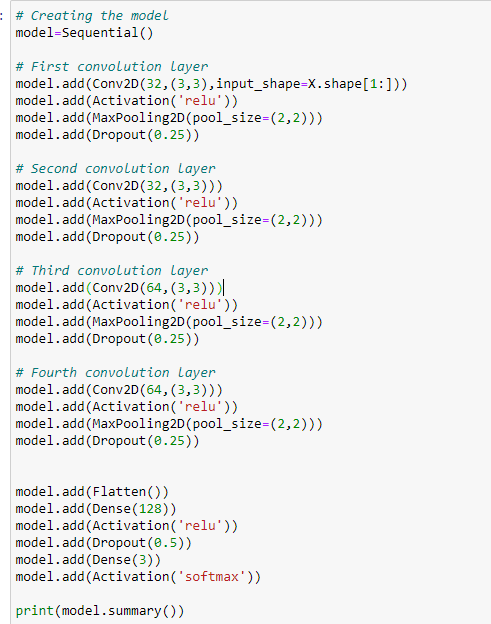 : # Creating the model
model=Sequential()
# First convolution layer
model.add(Conv2D(32,(3,3),input_shape=X.shape[1:]))
model.add(Activation('relu'))
model.add(MaxPooling2D(pool_size=(2,2)))
model.add(Dropout(0.25))
# Second convolution layer
model.add(Conv2D(32,(3,3)))
model.add(Activation('relu'))
model.add(MaxPooling2D(pool_size=(2,2)))
model.add(Dropout(0.25))
# Third convolution layer
model.add(Conv2D(64,(3,3)))
model.add(Activation('relu'))
model.add(MaxPooling2D(pool_size=(2,2)))
model.add(Dropout(0.25))
# Fourth convolution layer
model.add(Conv2D(64,(3,3)))
model.add(Activation('relu'))
model.add(MaxPooling2D(pool_size=(2,2)))
model.add(Dropout(0.25))
model.add(Flatten())
model.add(Dense(128))
model.add(Activation('relu'))
model.add(Dropout(0.5))
model.add(Dense(3))
model.add(Activation('softmax'))
print(model.summary())